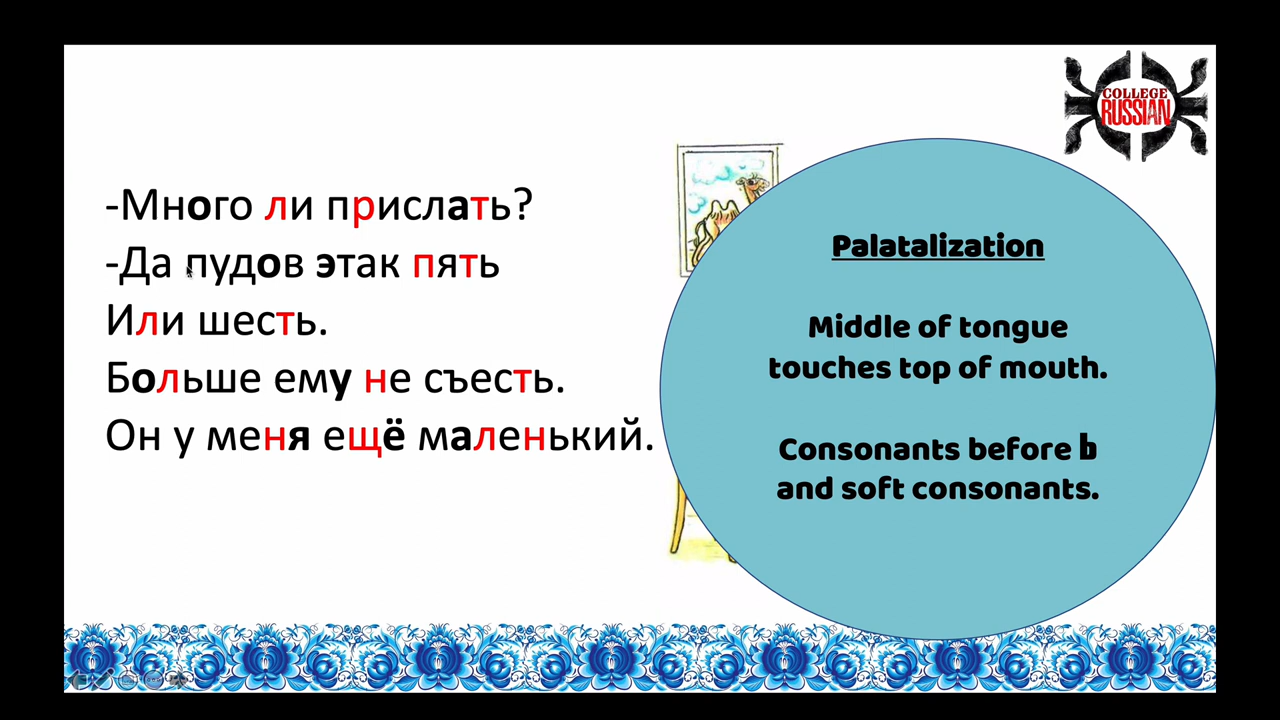 COLLEGE
RUSSIAN
-Много ли прислать?
-Да пудов этак пять
Или шесть.
Больше ему не съесть.
Он у меня ещё маленький.
Palatalization
Middle of tongue
touches top of mouth.
Consonants before ь
and soft consonants.